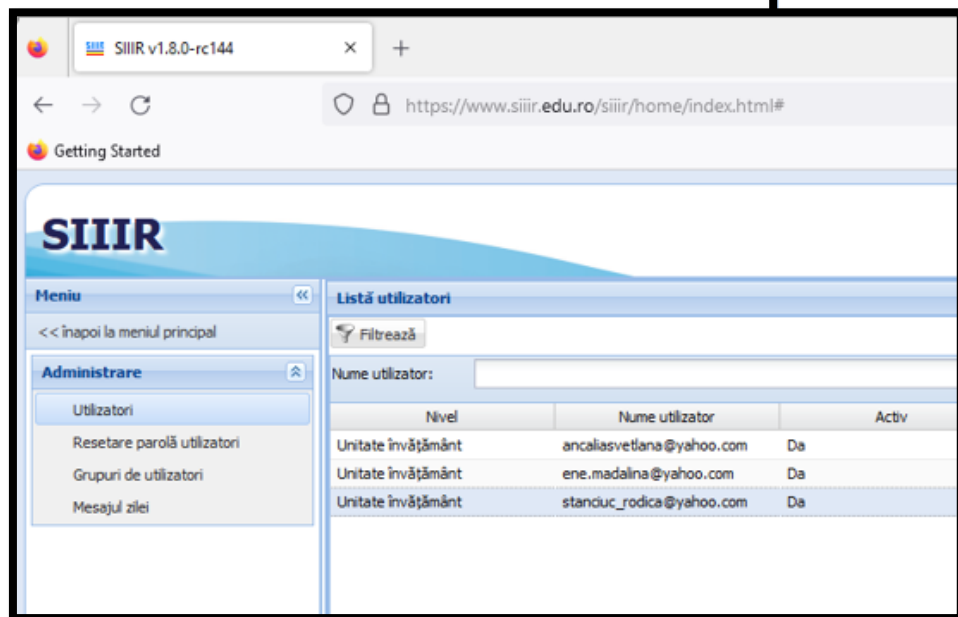 SIIIR v1.8.0-rc144
https://www.siiir.edu.ro/siiir/home/index.html#
Getting Started
SIIIR
Meniu
<< înapoi la meniul principal
Administrare
Utilizatori
Resetare parolă utilizatori
Grupuri de utilizatori
Mesajul zilei
Listă utilizatori
Filtrează
Nume utilizator:
Nivel Nume utilizator Activ
Unitate învățământ ancaliasvetlana@yahoo.com Da
Unitate învățământ ene.madalina@yahoo.com Da
Unitate învățământ stanciuc_rodica@yahoo.com Da